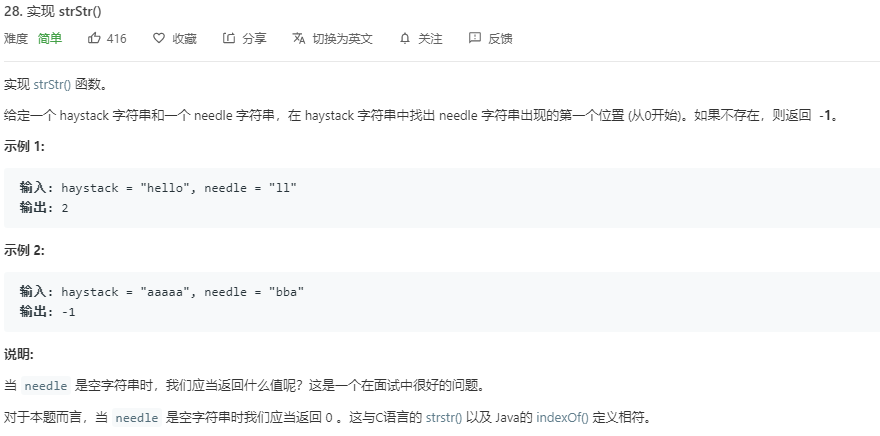 28. 实现 strStr()
难度 简单 416 收藏 分享 切换为英文 关注 反馈
实现 strStr() 函数。
给定一个 haystack 字符串和一个 needle 字符串，在 haystack 字符串中找出 needle 字符串出现的第一个位置 (从0开始)。如果不存在，则返回 -1。
示例 1:
输入: haystack = "hello", needle = "ll"
输出: 2
示例 2:
输入: haystack = "aaaaa", needle = "bba"
输出: -1
说明:
当 needle 是空字符串时，我们应当返回什么值呢？这是一个在面试中很好的问题。
对于本题而言，当 needle 是空字符串时我们应当返回 0 。这与C语言的 strstr() 以及 Java的 indexOf() 定义相符。